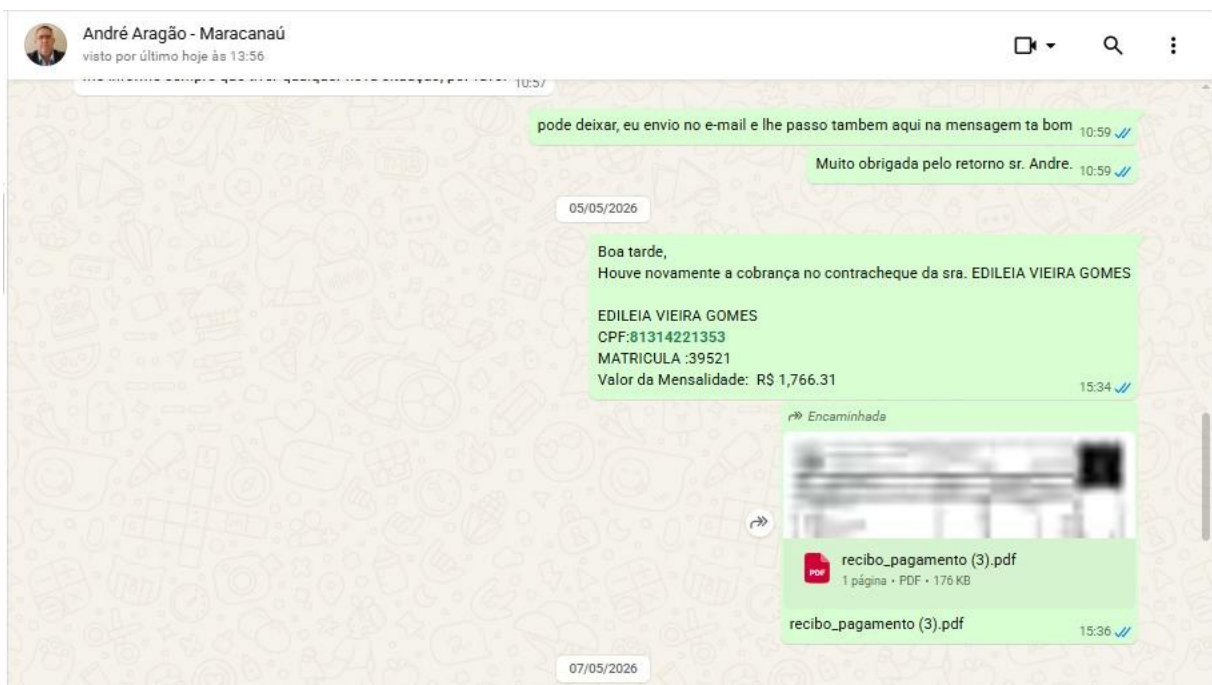 André Aragão - Maracanaú
visto por último hoje às 13:56
10:57
pode deixar, eu envio no e-mail e lhe passo tambem aqui na mensagem ta bom 10:59
Muito obrigada pelo retorno sr. Andre. 10:59
05/05/2026
Boa tarde,
Houve novamente a cobrança no contracheque da sra. EDILEIA VIEIRA GOMES
EDILEIA VIEIRA GOMES
CPF:81314221353
MATRICULA :39521
Valor da Mensalidade: R$ 1,766.31
15:34
Encaminhada
PDF
recibo_pagamento (3).pdf
1 página • PDF • 176 KB
recibo_pagamento (3).pdf
15:36
07/05/2026